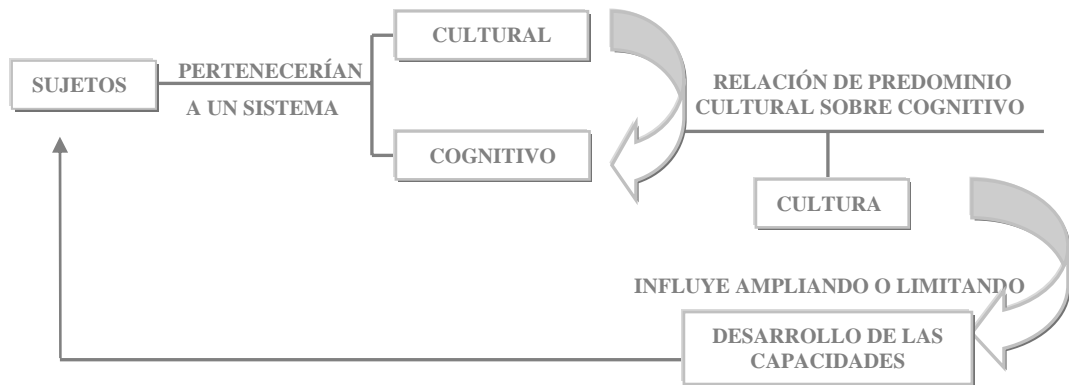 SUJETOS
PERTENECERÍAN
A UN SISTEMA
CULTURAL
COGNITIVO
RELACIÓN DE PREDOMINIO
CULTURAL SOBRE COGNITIVO
CULTURA
INFLUYE AMPLIANDO O LIMITANDO
DESARROLLO DE LAS
CAPACIDADES